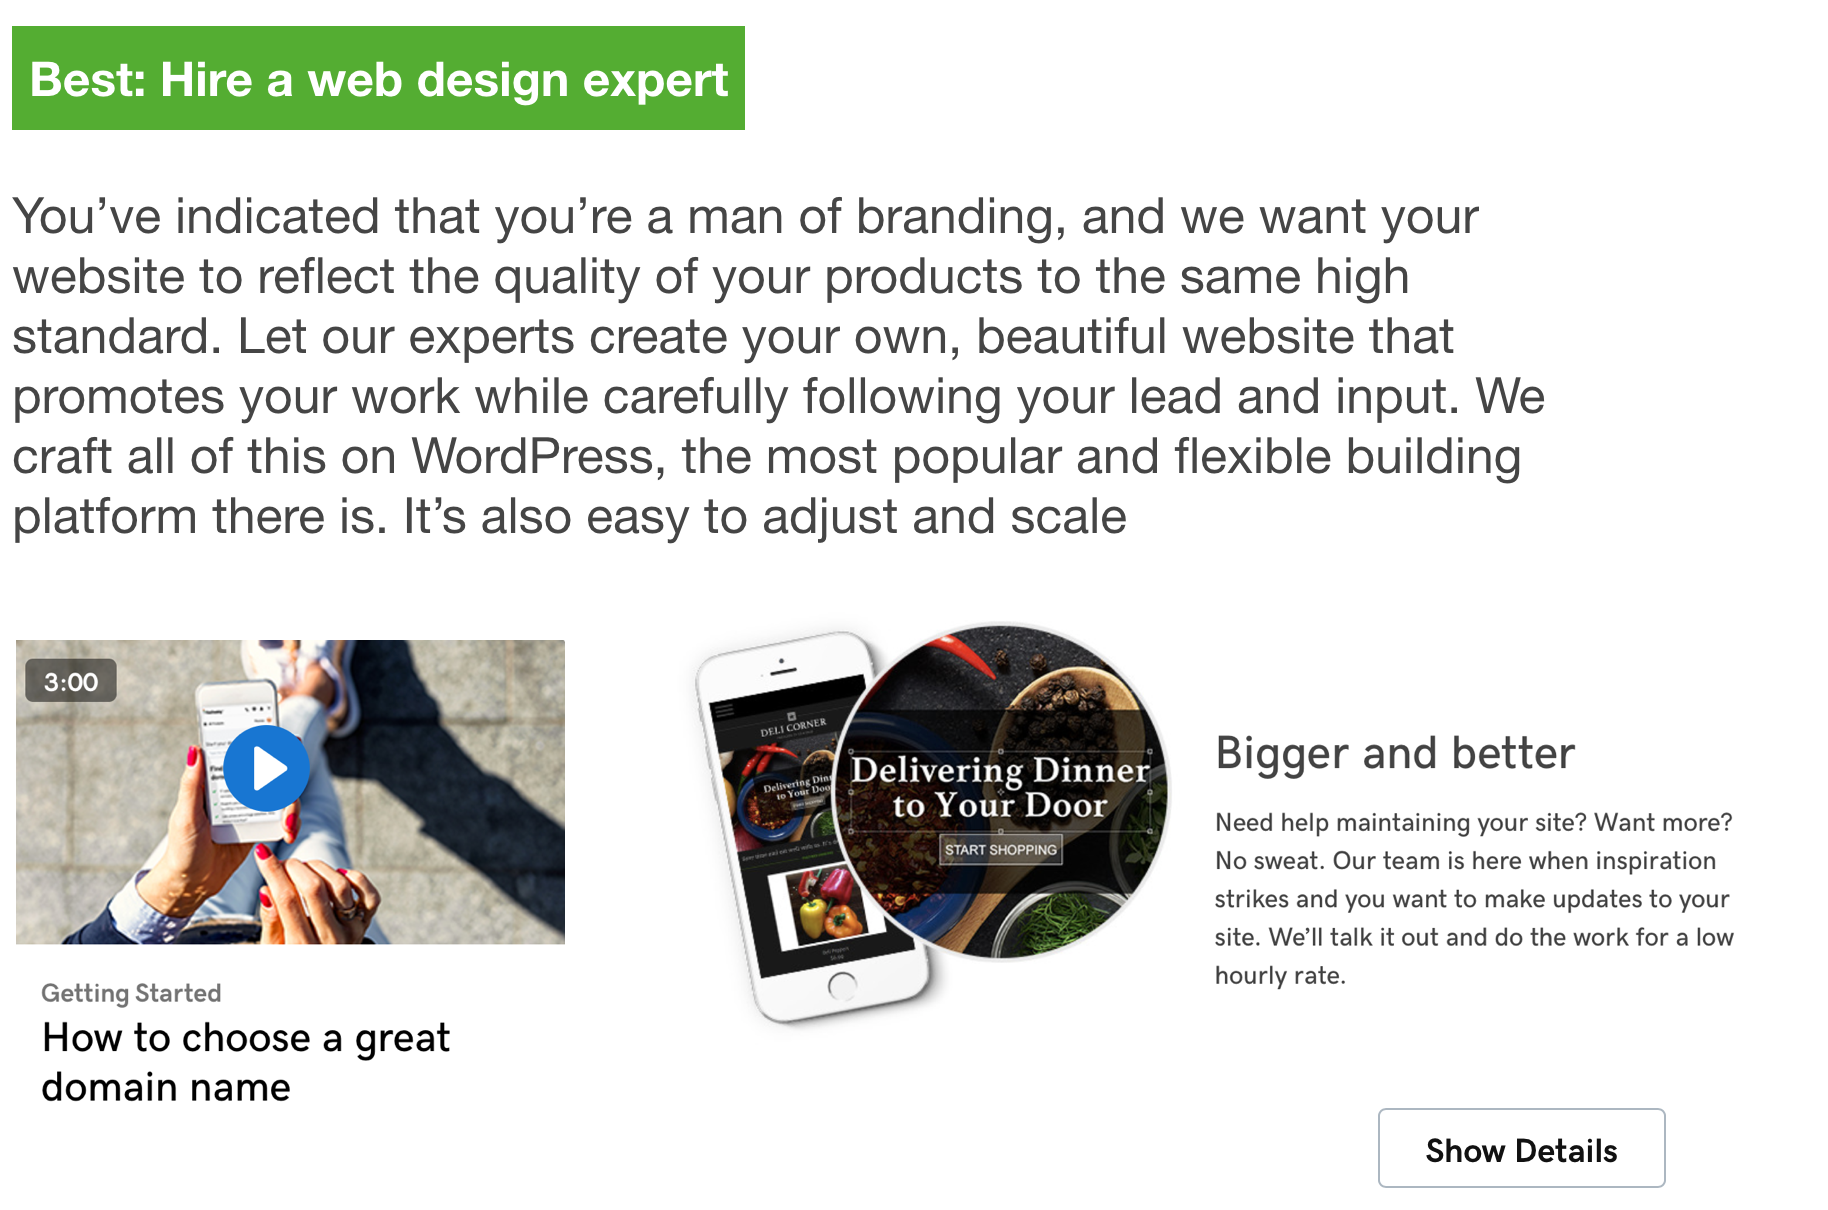 Best: Hire a web design expert
You’ve indicated that you’re a man of branding, and we want your
website to reflect the quality of your products to the same high
standard. Let our experts create your own, beautiful website that
promotes your work while carefully following your lead and input. We
craft all of this on WordPress, the most popular and flexible building
platform there is. It’s also easy to adjust and scale
3:00
Getting Started
How to choose a great
domain name
DELI CORNER
Delivering Dinn
to Your Doo
Delivering Dinner
to Your Door
START SHOPPING
Bigger and better
Need help maintaining your site? Want more?
No sweat. Our team is here when inspiration
strikes and you want to make updates to your
site. We’ll talk it out and do the work for a low
hourly rate.
Show Details